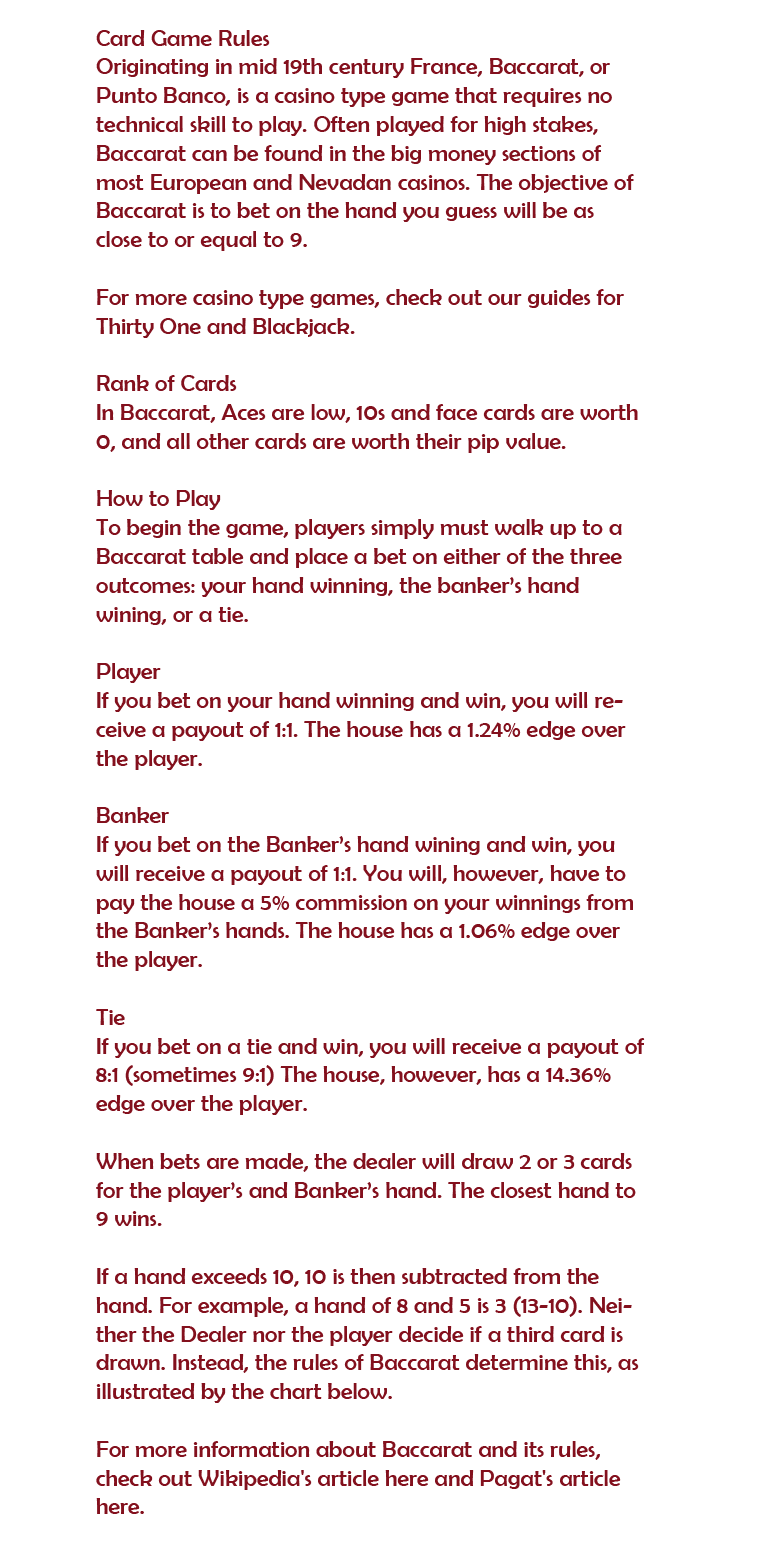 Card Game Rules
Originating in mid 19th century France, Baccarat, or
Punto Banco, is a casino type game that requires no
technical skill to play. Often played for high stakes,
Baccarat can be found in the big money sections of
most European and Nevadan casinos. The objective of
Baccarat is to bet on the hand you guess will be as
close to or equal to 9.

For more casino type games, check out our guides for
Thirty One and Blackjack.

Rank of Cards
In Baccarat, Aces are low, 10s and face cards are worth
0, and all other cards are worth their pip value.

How to Play
To begin the game, players simply must walk up to a
Baccarat table and place a bet on either of the three
outcomes: your hand winning, the banker’s hand
wining, or a tie.

Player
If you bet on your hand winning and win, you will re-
ceive a payout of 1:1. The house has a 1.24% edge over
the player.

Banker
If you bet on the Banker’s hand wining and win, you
will receive a payout of 1:1. You will, however, have to
pay the house a 5% commission on your winnings from
the Banker’s hands. The house has a 1.06% edge over
the player.

Tie
If you bet on a tie and win, you will receive a payout of
8:1 (sometimes 9:1) The house, however, has a 14.36%
edge over the player.

When bets are made, the dealer will draw 2 or 3 cards
for the player’s and Banker’s hand. The closest hand to
9 wins.

If a hand exceeds 10, 10 is then subtracted from the
hand. For example, a hand of 8 and 5 is 3 (13-10). Nei-
ther the Dealer nor the player decide if a third card is
drawn. Instead, the rules of Baccarat determine this, as
illustrated by the chart below.

For more information about Baccarat and its rules,
check out Wikipedia's article here and Pagat's article
here.